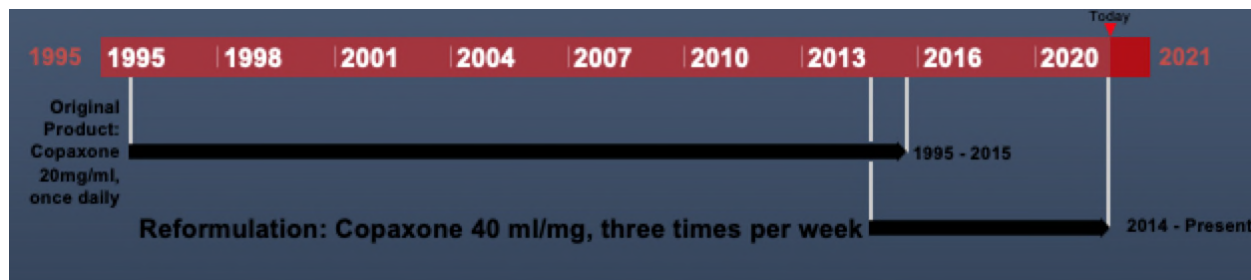 Today
1995 1995 1998 2001 2004 2007 2010 2013 2016 2020 2021
Original
Product:
Copaxone
20mg/ml,
once daily
1995 - 2015
Reformulation: Copaxone 40 ml/mg, three times per week
2014 - Present